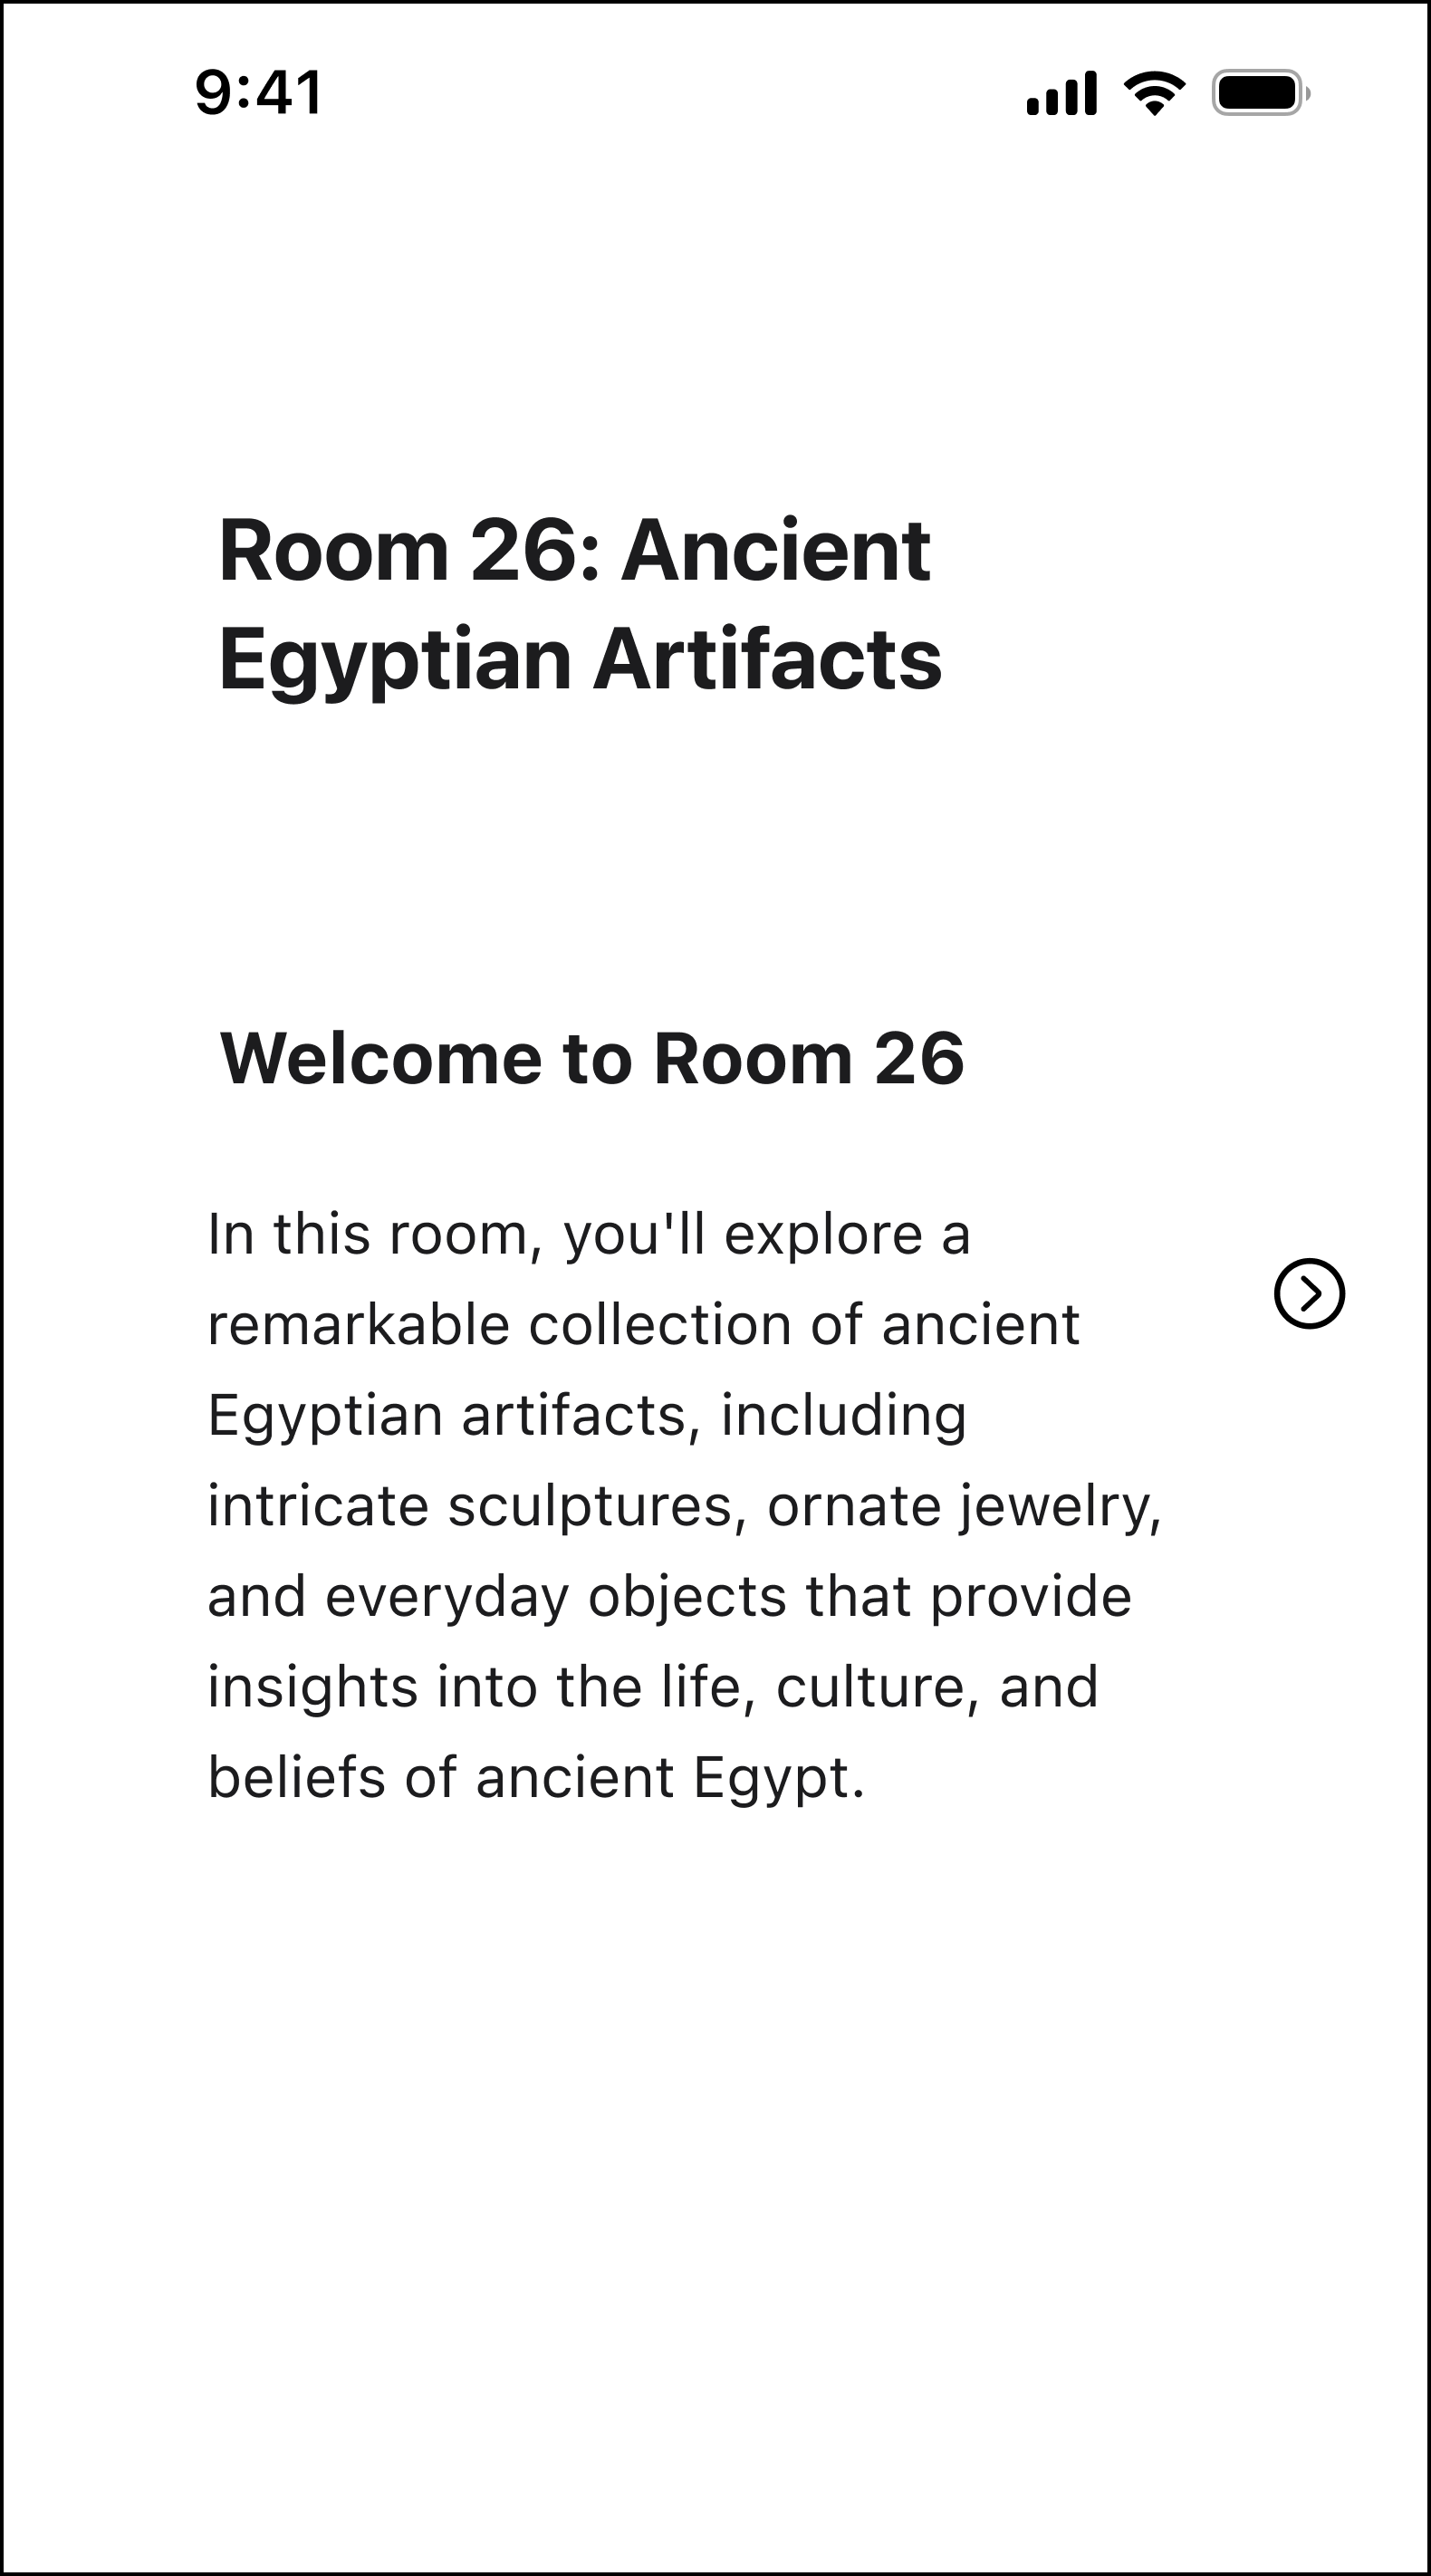 9:41
Room 26: Ancient
Egyptian Artifacts
Welcome to Room 26
In this room, you'll explore a
remarkable collection of ancient
Egyptian artifacts, including
intricate sculptures, ornate jewelry,
and everyday objects that provide
insights into the life, culture, and
beliefs of ancient Egypt.